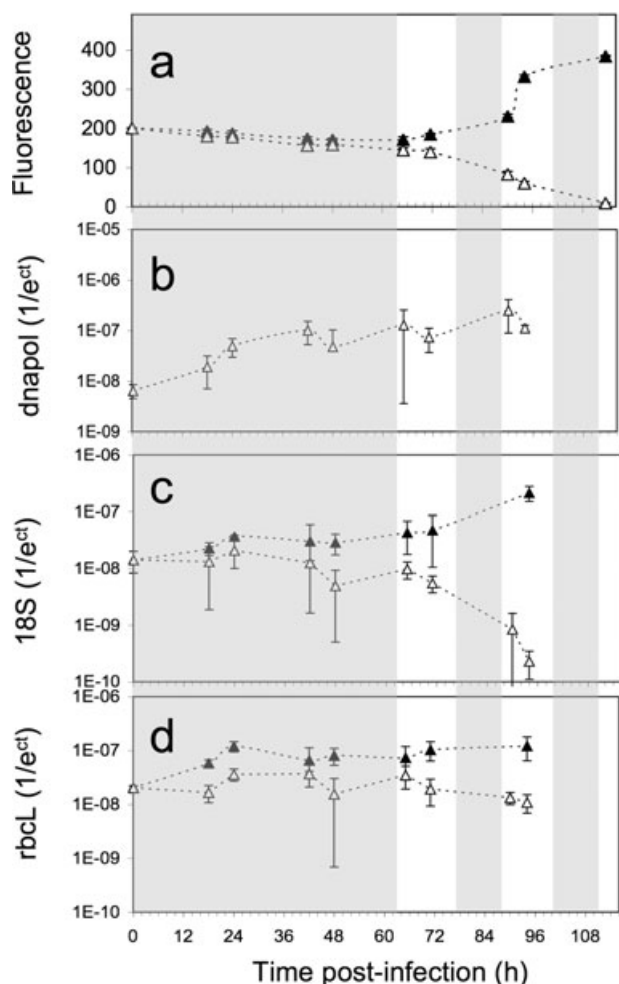 400
300
200
100
0
Fluorescence
a
1E-05
1E-06
1E-07
1E-08
1E-09
dnapol (1/e^ct)
b
1E-06
1E-07
1E-08
1E-09
1E-10
18S (1/e^ct)
c
1E-06
1E-07
1E-08
1E-09
1E-10
rbcL (1/e^ct)
d
0 12 24 36 48 60 72 84 96 108
Time post-infection (h)